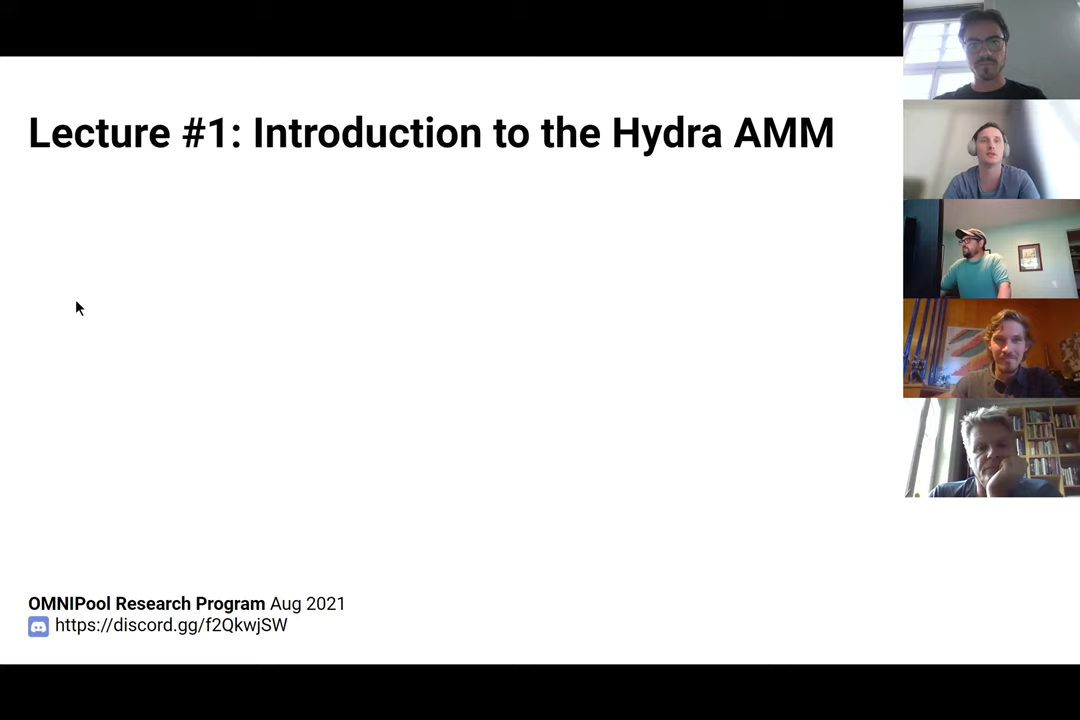 Lecture #1: Introduction to the Hydra AMM
OMNIPool Research Program Aug 2021
https://discord.gg/f2QkwjSW